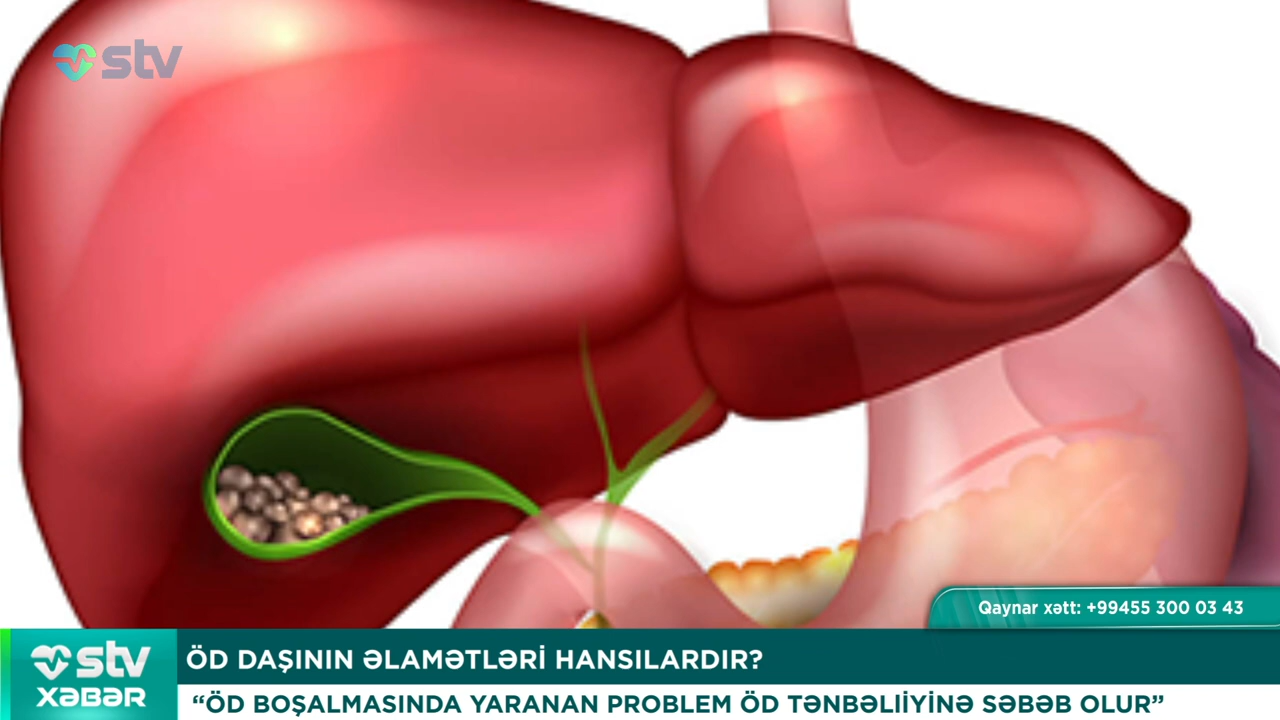 stv
Qaynar xətt: +99455 300 03 43
stv
XƏBƏR
ÖD DAŞININ ƏLAMƏTLƏRİ HANSILARDIR?
“ÖD BOŞALMASINDA YARANAN PROBLEM ÖD TƏNBƏLIİYİNƏ SƏBƏB OLUR”